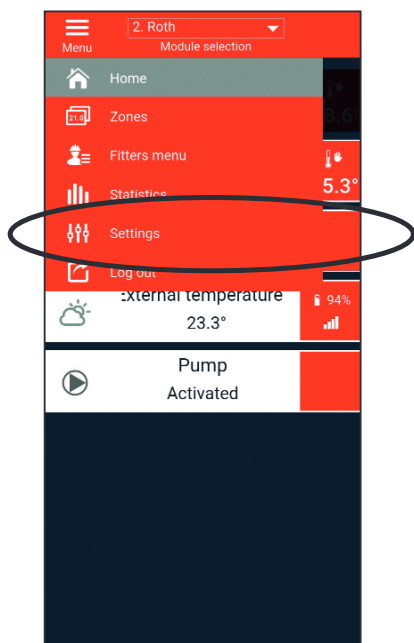 2. Roth
Menu
Module selection
Home
21.0
Zones
Fitters menu
Statistics
5.3°
Settings
Log out
External temperature
94%
23.3°
Pump
Activated